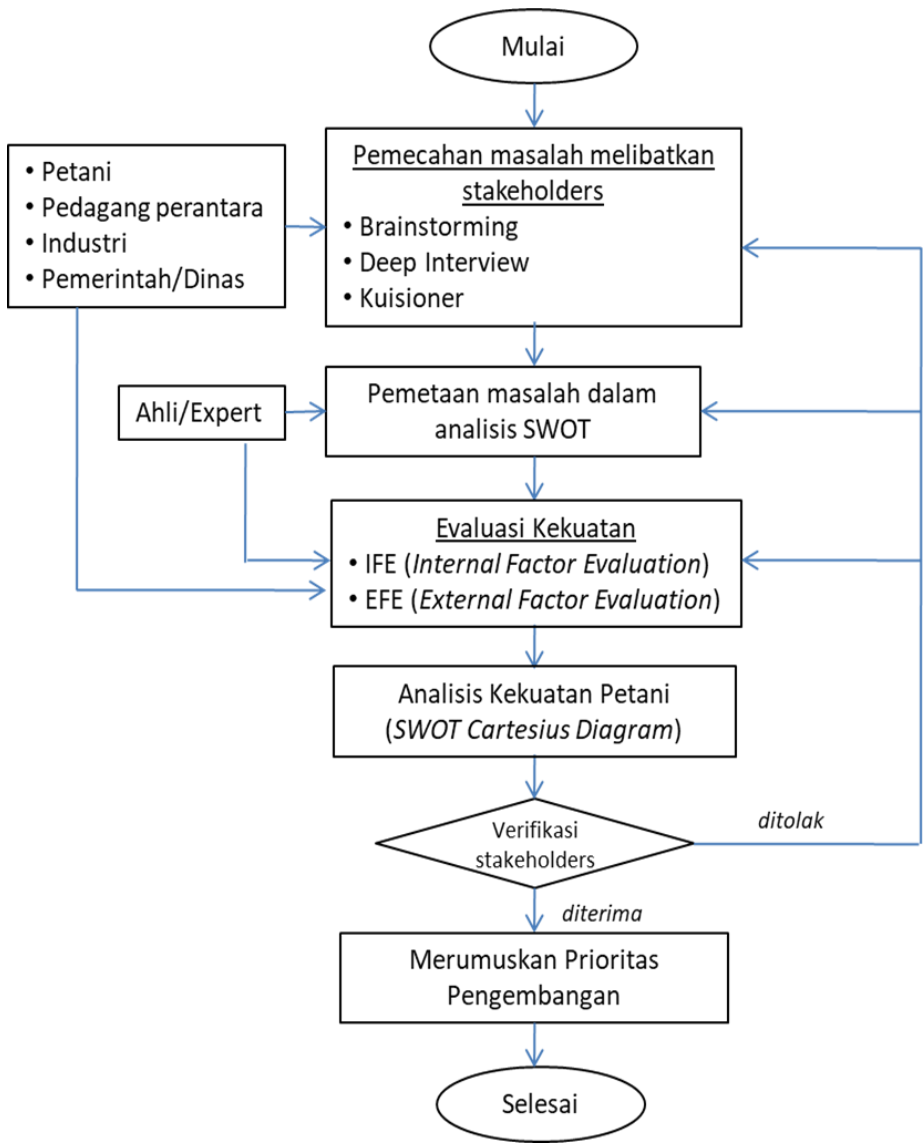 Mulai
Pemecahan masalah melibatkan
stakeholders
• Brainstorming
• Deep Interview
• Kuisioner
• Petani
• Pedagang perantara
• Industri
• Pemerintah/Dinas
Ahli/Expert
Pemetaan masalah dalam
analisis SWOT
Evaluasi Kekuatan
• IFE (Internal Factor Evaluation)
• EFE (External Factor Evaluation)
Analisis Kekuatan Petani
(SWOT Cartesius Diagram)
Verifikasi
stakeholders
ditolak
diterima
Merumuskan Prioritas
Pengembangan
Selesai